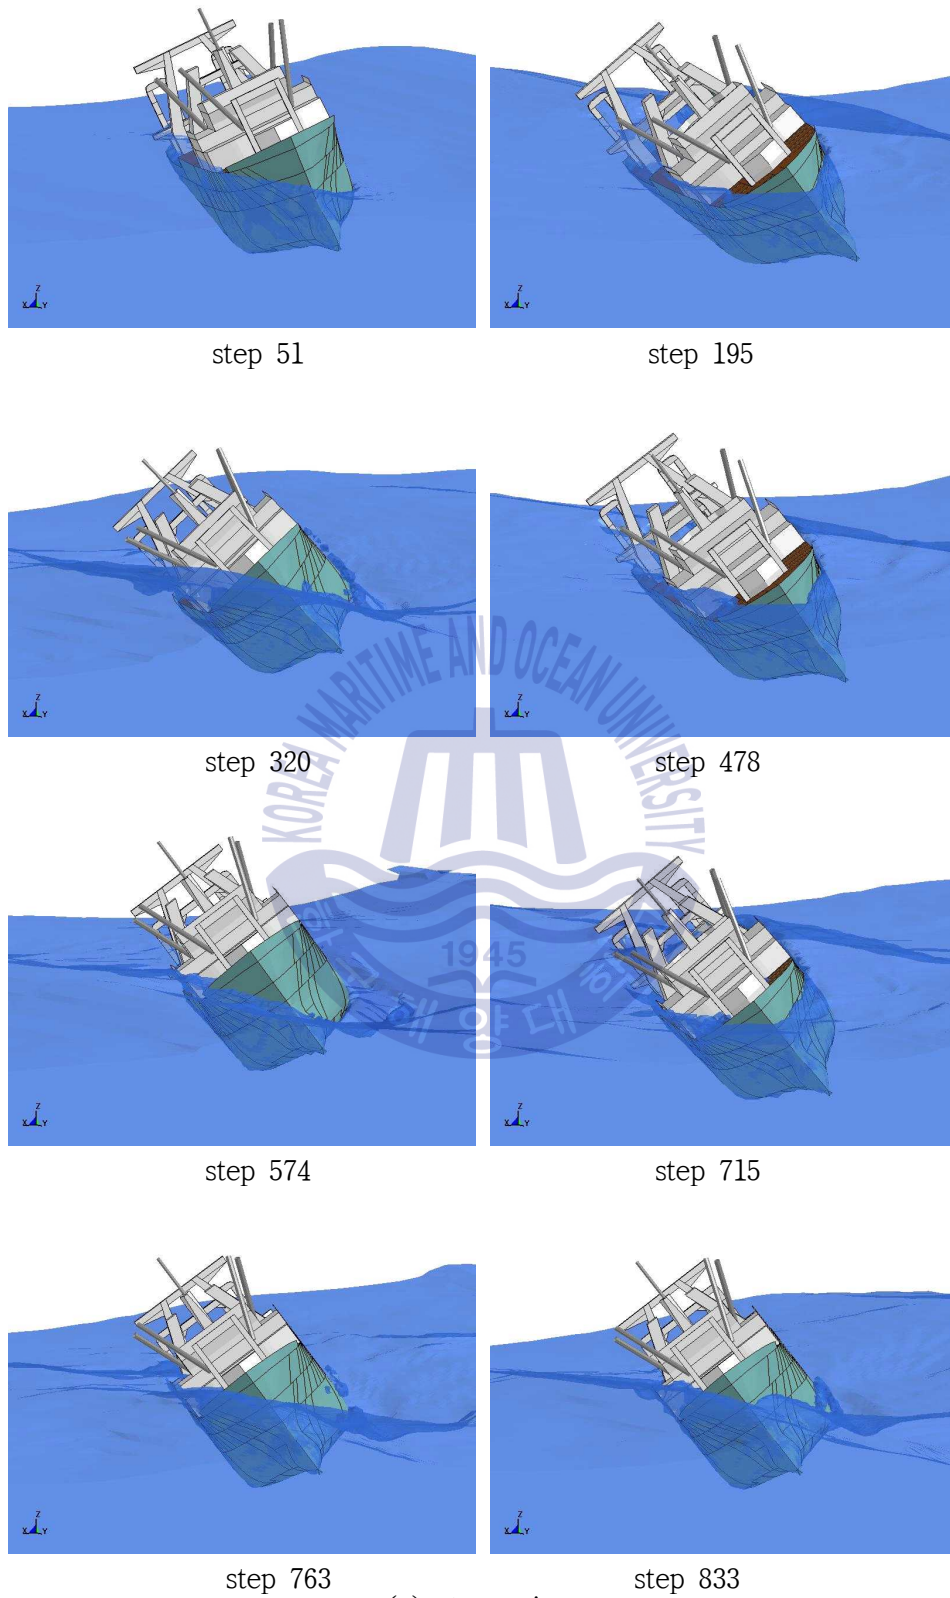 step 51
step 195
step 320
step 478
KOREA MARITIME AND OCEAN UNIVERSITY
1945
step 574
step 715
step 763
step 833